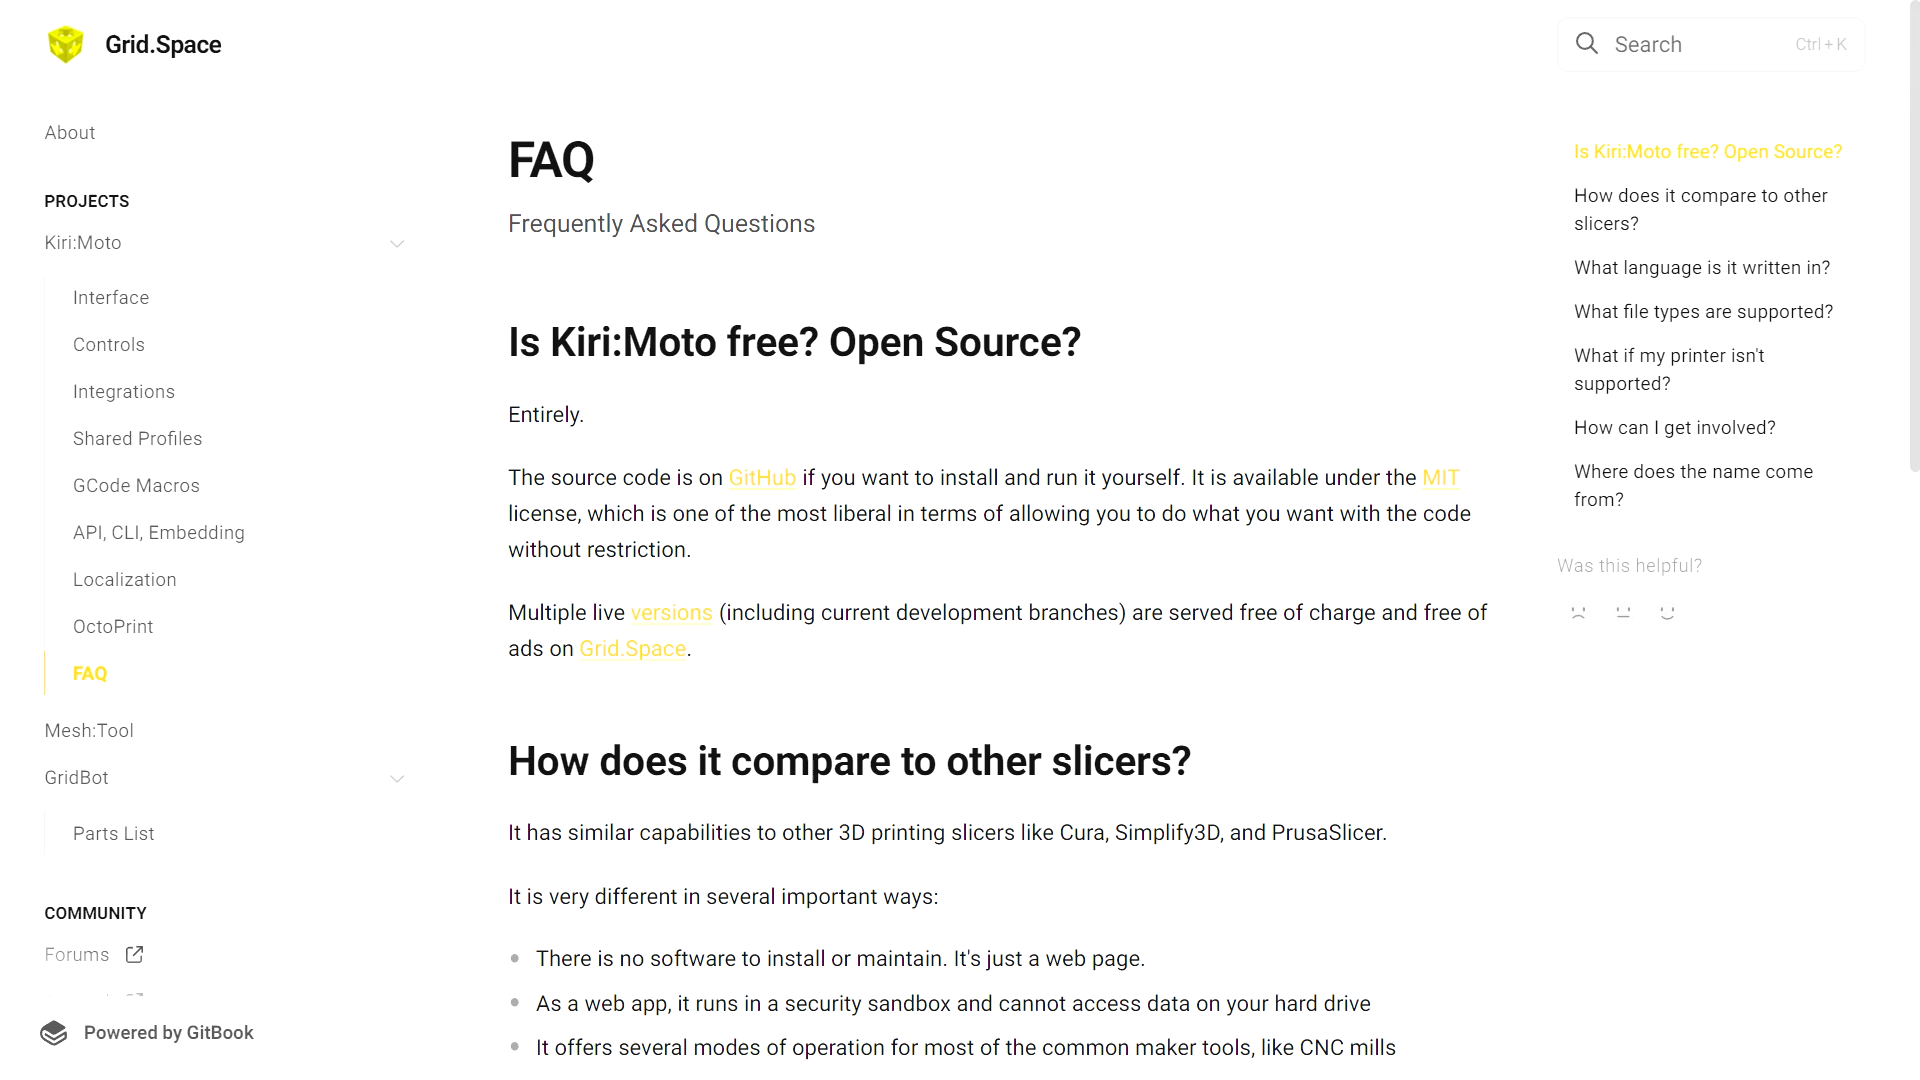 Grid.Space
Search
Ctrl + K
About
PROJECTS
Kiri:Moto
Interface
Controls
Integrations
Shared Profiles
GCode Macros
API, CLI, Embedding
Localization
OctoPrint
FAQ
Mesh:Tool
GridBot
Parts List
COMMUNITY
Forums
Powered by GitBook
FAQ
Frequently Asked Questions
Is Kiri:Moto free? Open Source?
Entirely.
The source code is on GitHub if you want to install and run it yourself. It is available under the MIT
license, which is one of the most liberal in terms of allowing you to do what you want with the code
without restriction.
Multiple live versions (including current development branches) are served free of charge and free of
ads on Grid.Space.
How does it compare to other slicers?
It has similar capabilities to other 3D printing slicers like Cura, Simplify3D, and PrusaSlicer.
It is very different in several important ways:
There is no software to install or maintain. It's just a web page.
As a web app, it runs in a security sandbox and cannot access data on your hard drive
It offers several modes of operation for most of the common maker tools, like CNC mills
Is Kiri:Moto free? Open Source?
How does it compare to other
slicers?
What language is it written in?
What file types are supported?
What if my printer isn't
supported?
How can I get involved?
Where does the name come
from?
Was this helpful?